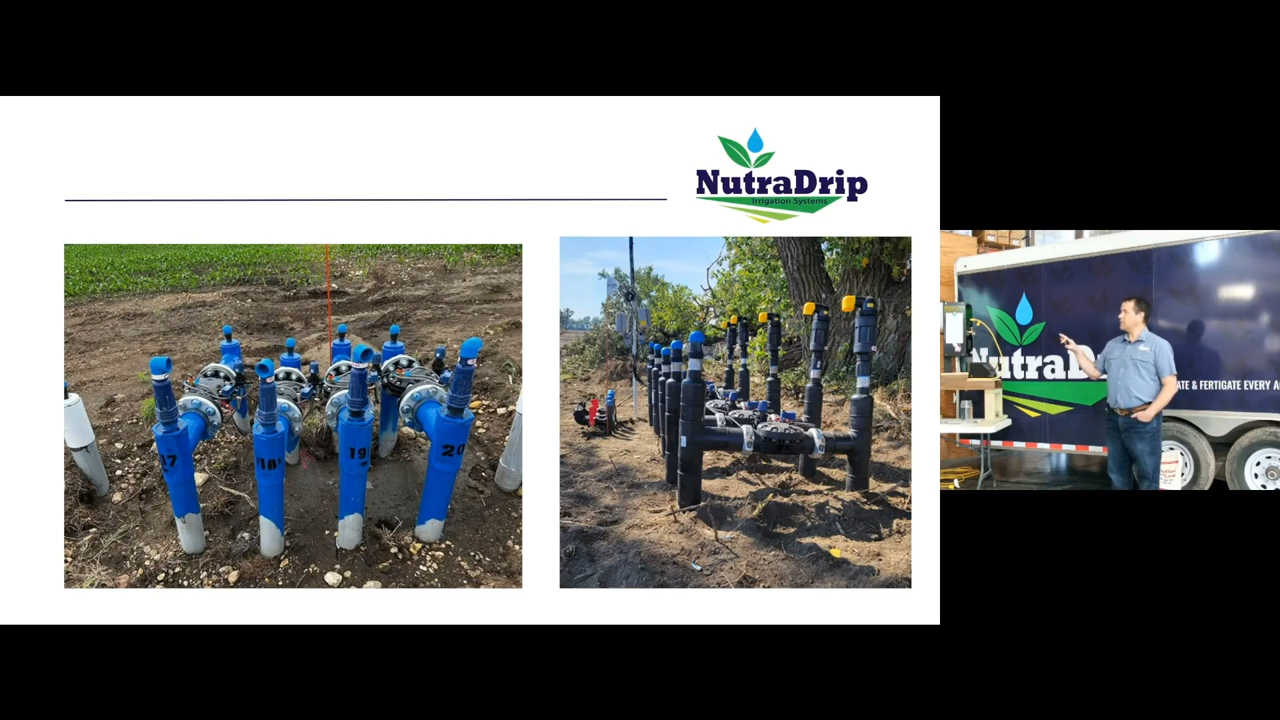 NutraDrip
Irrigation Systems
17
18
19
20
NutraD
ATE & FERTIGATE EVERY A